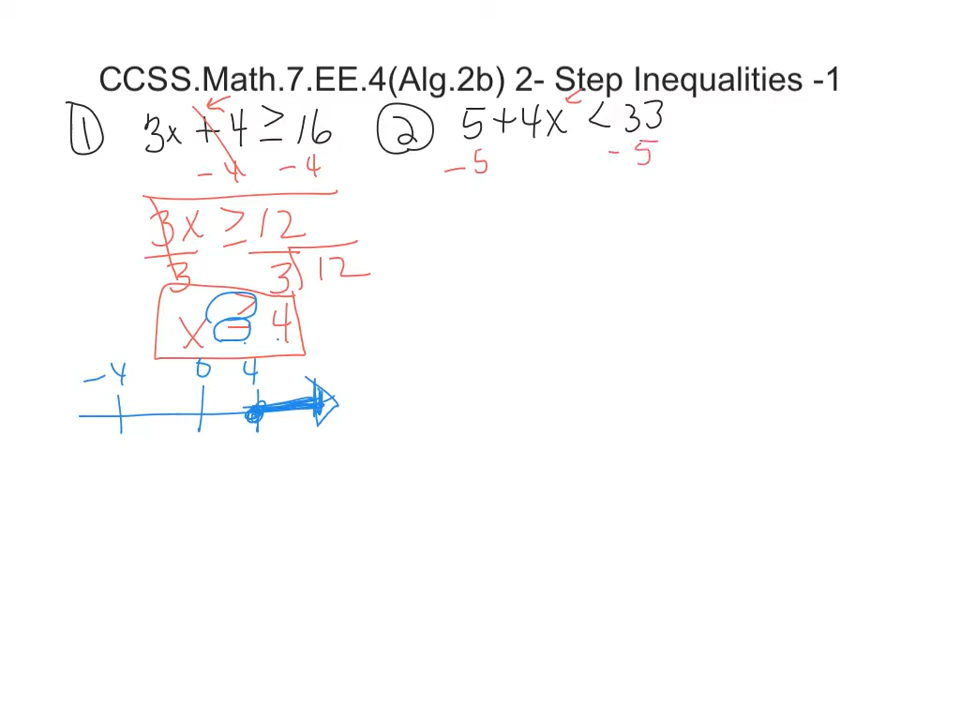 CCSS.Math.7.EE.4(Alg.2b) 2- Step Inequalities -1
① 3x + 4 ≥ 16
-4 -4
3x ≥ 12
3 3 12
x ≥ 4
-4 0 4
② 5 + 4x < 33
-5 -5